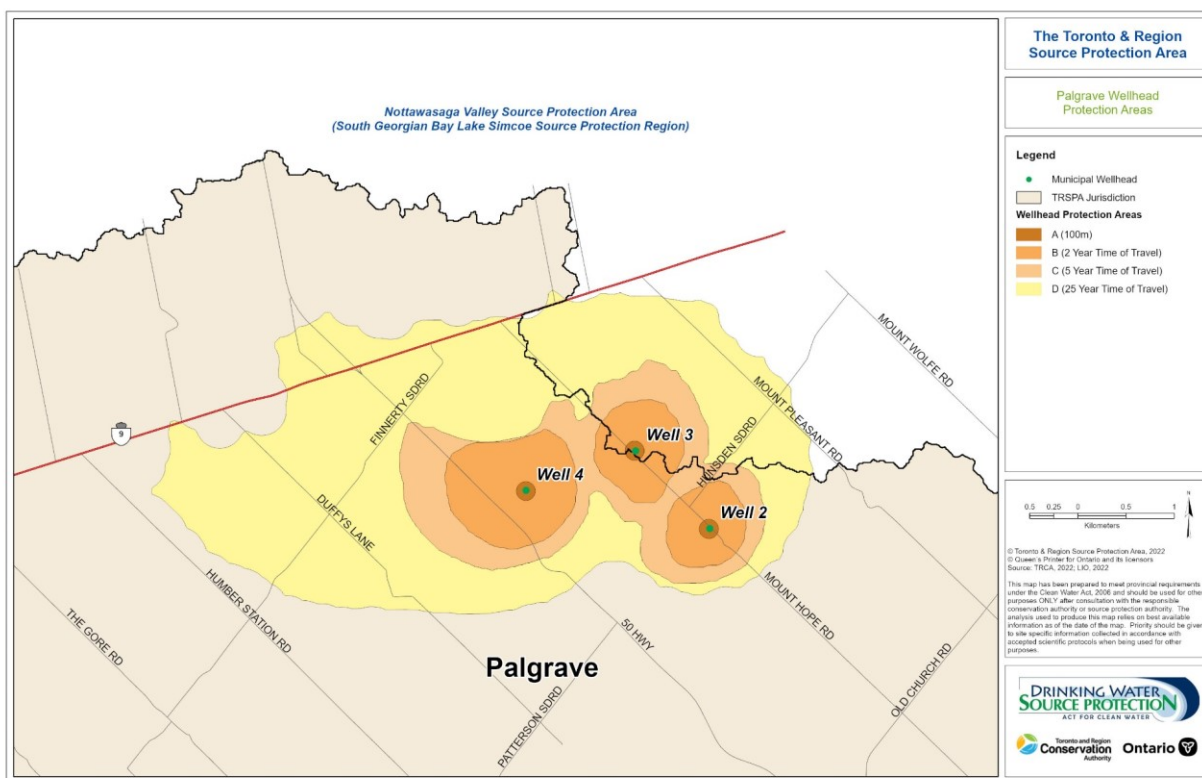 Nottawasaga Valley Source Protection Area
(South Georgian Bay Lake Simcoe Source Protection Region)
MOUNT WOLFE RD
MOUNT PLEASANT RD
FINNERTY SDRD
HUNSDEN SDRD
9
Well 3
Well 4
Well 2
DUFFYS LANE
HUMBER STATION RD
THE GORE RD
MOUNT HOPE RD
50 HWY
OLD CHURCH RD
PATTERSON SDRD
Palgrave
The Toronto & Region
Source Protection Area
Palgrave Wellhead
Protection Areas
Legend
Municipal Wellhead
TRSPA Jurisdiction
Wellhead Protection Areas
A (100m)
B (2 Year Time of Travel)
C (5 Year Time of Travel)
D (25 Year Time of Travel)
0.5 0.25 0 0.5 1
Kilometers
N
© Toronto & Region Source Protection Area, 2022
© Queen's Printer for Ontario and its licensors
Source: TRCA, 2022; LIO, 2022
This map has been prepared to meet provincial requirements
under the Clean Water Act, 2006 and should be used for other
purposes ONLY after consultation with the responsible
conservation authority or source protection authority. The
analysis used to produce this map relies on best available
information as of the date of the map. Priority should be given
to site specific information collected in accordance with
accepted scientific protocols when being used for other
purposes.
DRINKING WATER
SOURCE PROTECTION
ACT FOR CLEAN WATER
Toronto and Region
Conservation
Authority
Ontario